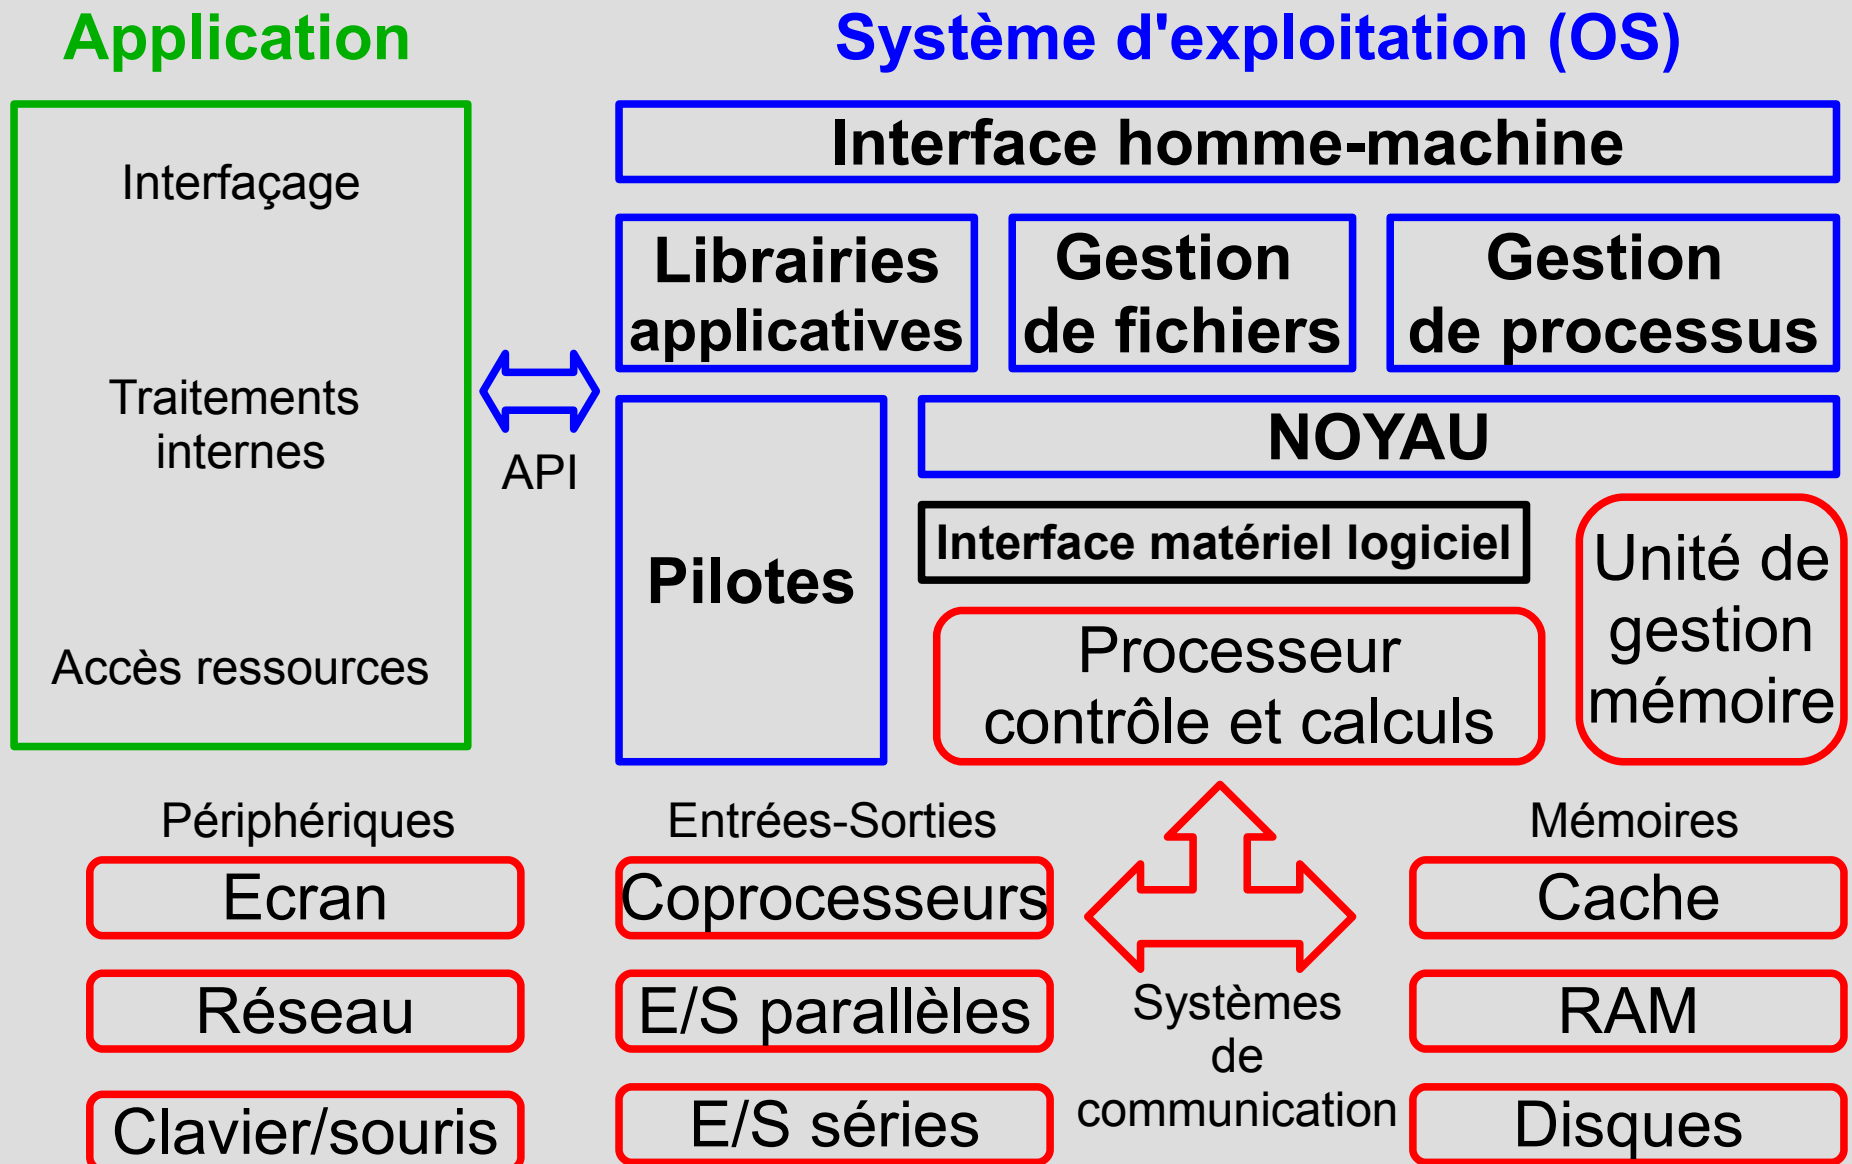 Application
Système d'exploitation (OS)
Interfaçage
Traitements
internes
Accès ressources
API
Interface homme-machine
Librairies
applicatives
Gestion
de fichiers
Gestion
de processus
Pilotes
NOYAU
Interface matériel logiciel
Processeur
contrôle et calculs
Unité de
gestion
mémoire
Périphériques
Ecran
Réseau
Clavier/souris
Entrées-Sorties
Coprocesseurs
E/S parallèles
E/S séries
Systèmes
de
communication
Mémoires
Cache
RAM
Disques